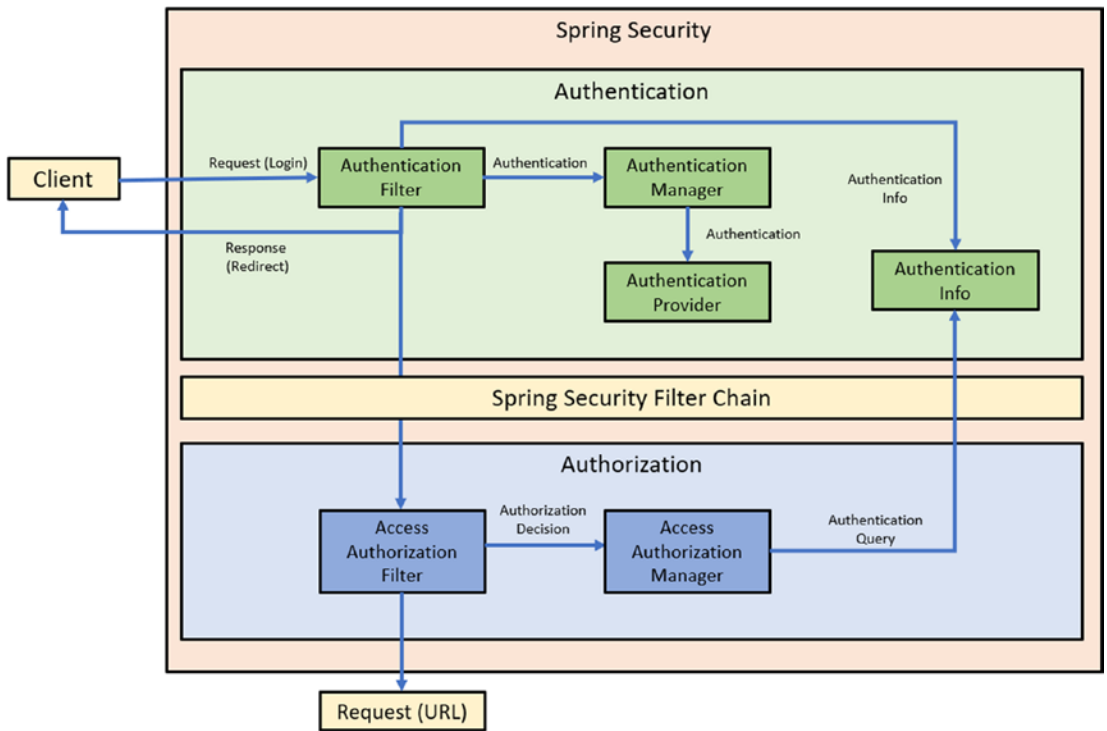 Spring Security
Authentication
Client
Request (Login)
Authentication
Filter
Authentication
Authentication
Manager
Authentication
Info
Response
(Redirect)
Authentication
Authentication
Provider
Authentication
Info
Spring Security Filter Chain
Authorization
Access
Authorization
Filter
Authorization
Decision
Access
Authorization
Manager
Authentication
Query
Request (URL)